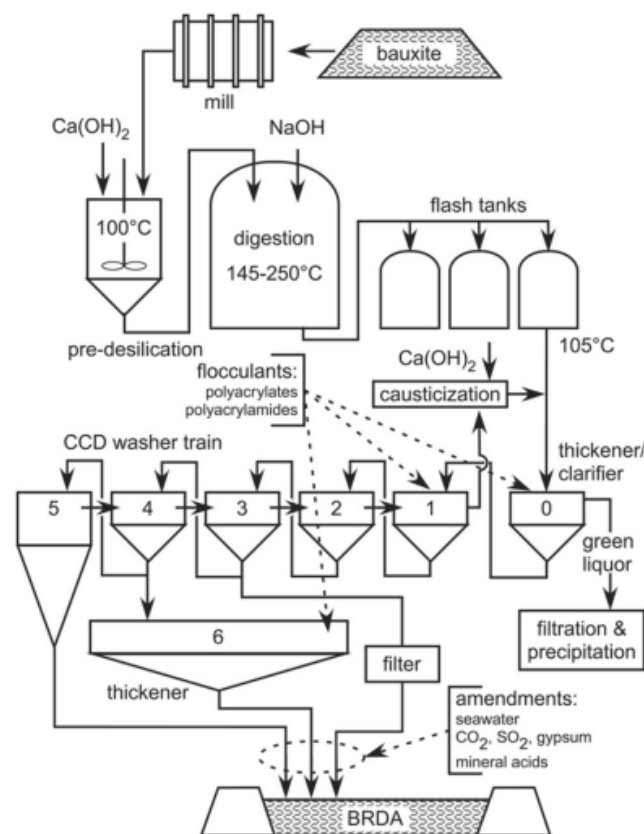 bauxite
mill
Ca(OH)2
NaOH
100°C
digestion
145-250°C
flash tanks
pre-desilication
105°C
Ca(OH)2
flocculants:
polyacrylates
polyacrylamides
causticization
CCD washer train
thickener/
clarifier
5
4
3
2
1
0
green
liquor
6
filter
filtration &
precipitation
thickener
amendments:
seawater
CO2, SO2, gypsum
mineral acids
BRDA